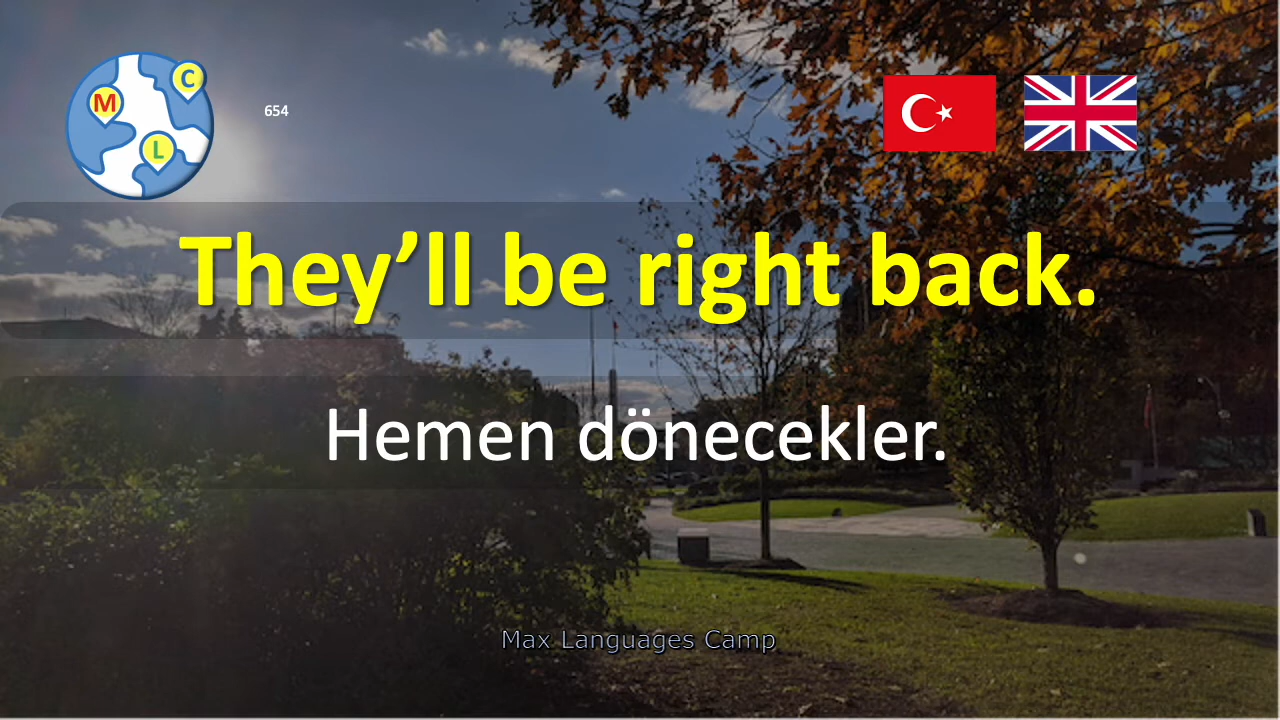 M
C
L
654
They’ll be right back.
Hemen dönecekler.
Max Languages Camp